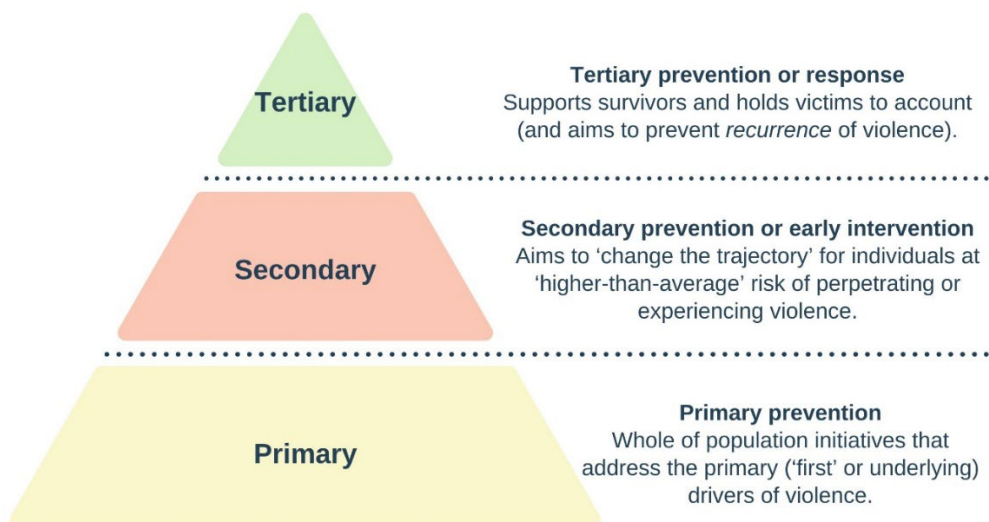 Tertiary
Tertiary prevention or response
Supports survivors and holds victims to account
(and aims to prevent recurrence of violence).
Secondary
Secondary prevention or early intervention
Aims to ‘change the trajectory’ for individuals at
‘higher-than-average’ risk of perpetrating or
experiencing violence.
Primary
Primary prevention
Whole of population initiatives that
address the primary (‘first’ or underlying)
drivers of violence.